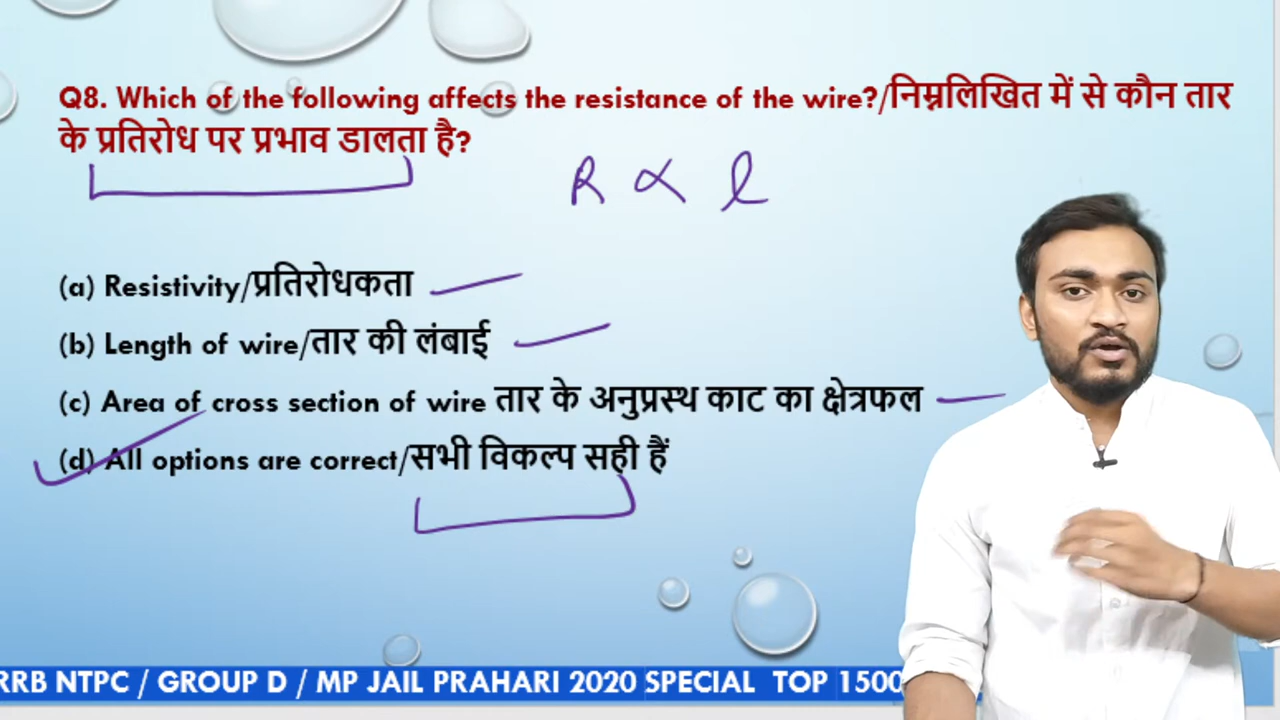 Q8. Which of the following affects the resistance of the wire?/निम्नलिखित में से कौन तार
के प्रतिरोध पर प्रभाव डालता है?
R ∝ l
(a) Resistivity/प्रतिरोधकता
(b) Length of wire/तार की लंबाई
(c) Area of cross section of wire तार के अनुप्रस्थ काट का क्षेत्रफल
(d) All options are correct/सभी विकल्प सही हैं
RRB NTPC / GROUP D / MP JAIL PRAHARI 2020 SPECIAL TOP 1500